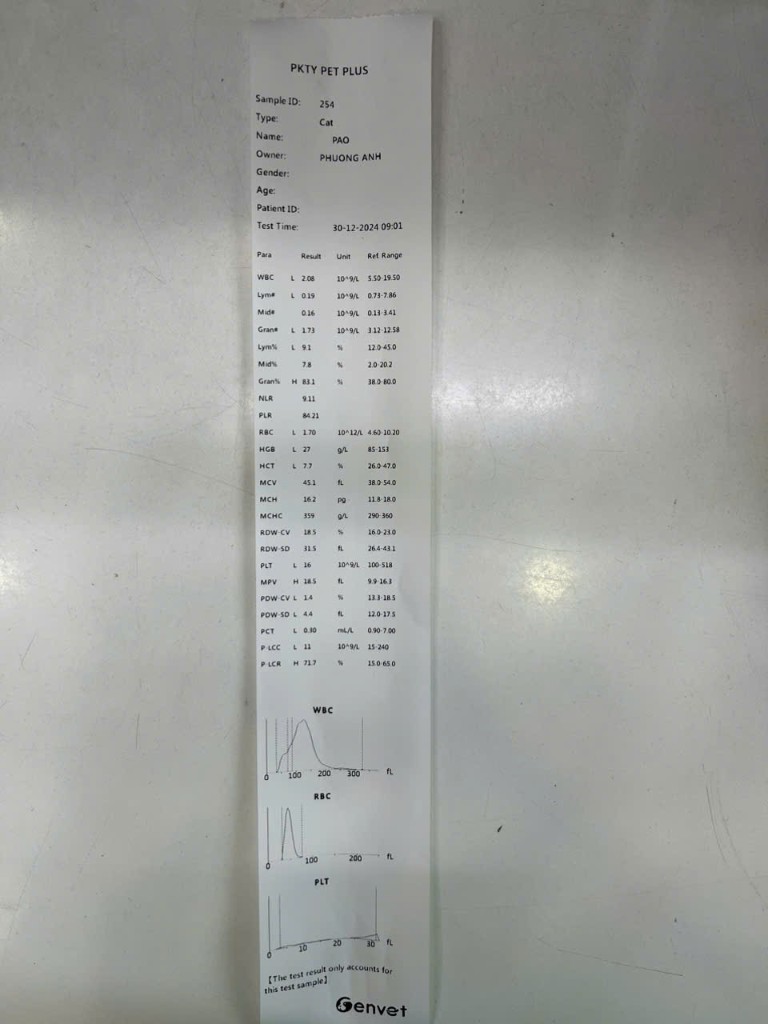 PKTY PET PLUS
Sample ID: 254
Type: Cat
Name: PAO
Owner: PHUONG ANH
Gender:
Age:
Patient ID:
Test Time: 30-12-2024 09:01
Para Result Unit Ref. Range
WBC L 2.08 10^9/L 5.50-19.50
Lym# L 0.19 10^9/L 0.73-7.86
Mid# 0.16 10^9/L 0.13-3.41
Gran# L 1.73 10^9/L 3.12-12.58
Lym% L 9.1 % 12.0-45.0
Mid% 7.8 % 2.0-20.2
Gran% H 83.1 % 38.0-80.0
NLR 9.11
PLR 84.21
RBC L 1.70 10^12/L 4.60-10.20
HGB L 27 g/L 85-153
HCT L 7.7 % 26.0-47.0
MCV 45.1 fL 38.0-54.0
MCH 16.2 pg 11.8-18.0
MCHC 359 g/L 290-360
RDW-CV 18.5 % 16.0-23.0
RDW-SD 31.5 fL 26.4-43.1
PLT L 16 10^9/L 100-518
MPV H 18.5 fL 9.9-16.3
PDW-CV L 1.4 % 13.3-18.5
PDW-SD L 4.4 fL 12.0-17.5
PCT L 0.30 mL/L 0.90-7.00
P-LCC L 11 10^9/L 15-240
P-LCR H 71.7 % 15.0-65.0
WBC
0 100 200 300 fL
RBC
0 100 200 fL
PLT
0 10 20 30 fL
【The test result only accounts for
this test sample】
Genvet